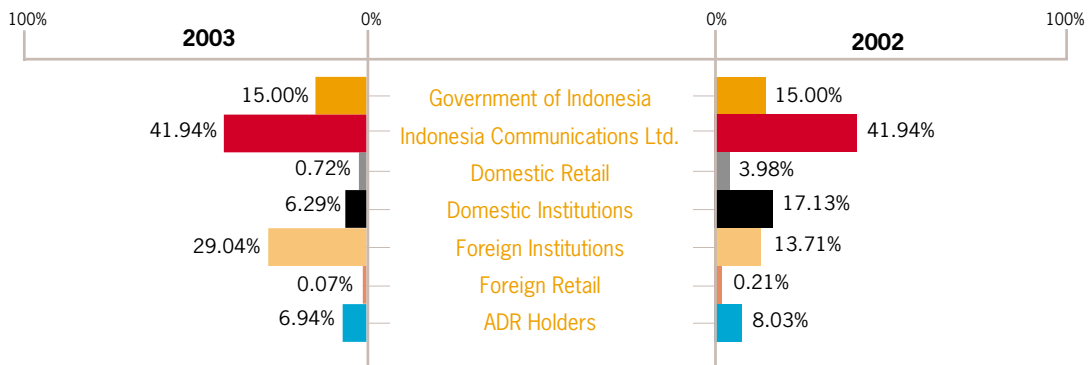 100% 0% 0% 100%
2003 2002
15.00% Government of Indonesia 15.00%
41.94% Indonesia Communications Ltd. 41.94%
0.72% Domestic Retail 3.98%
6.29% Domestic Institutions 17.13%
29.04% Foreign Institutions 13.71%
0.07% Foreign Retail 0.21%
6.94% ADR Holders 8.03%